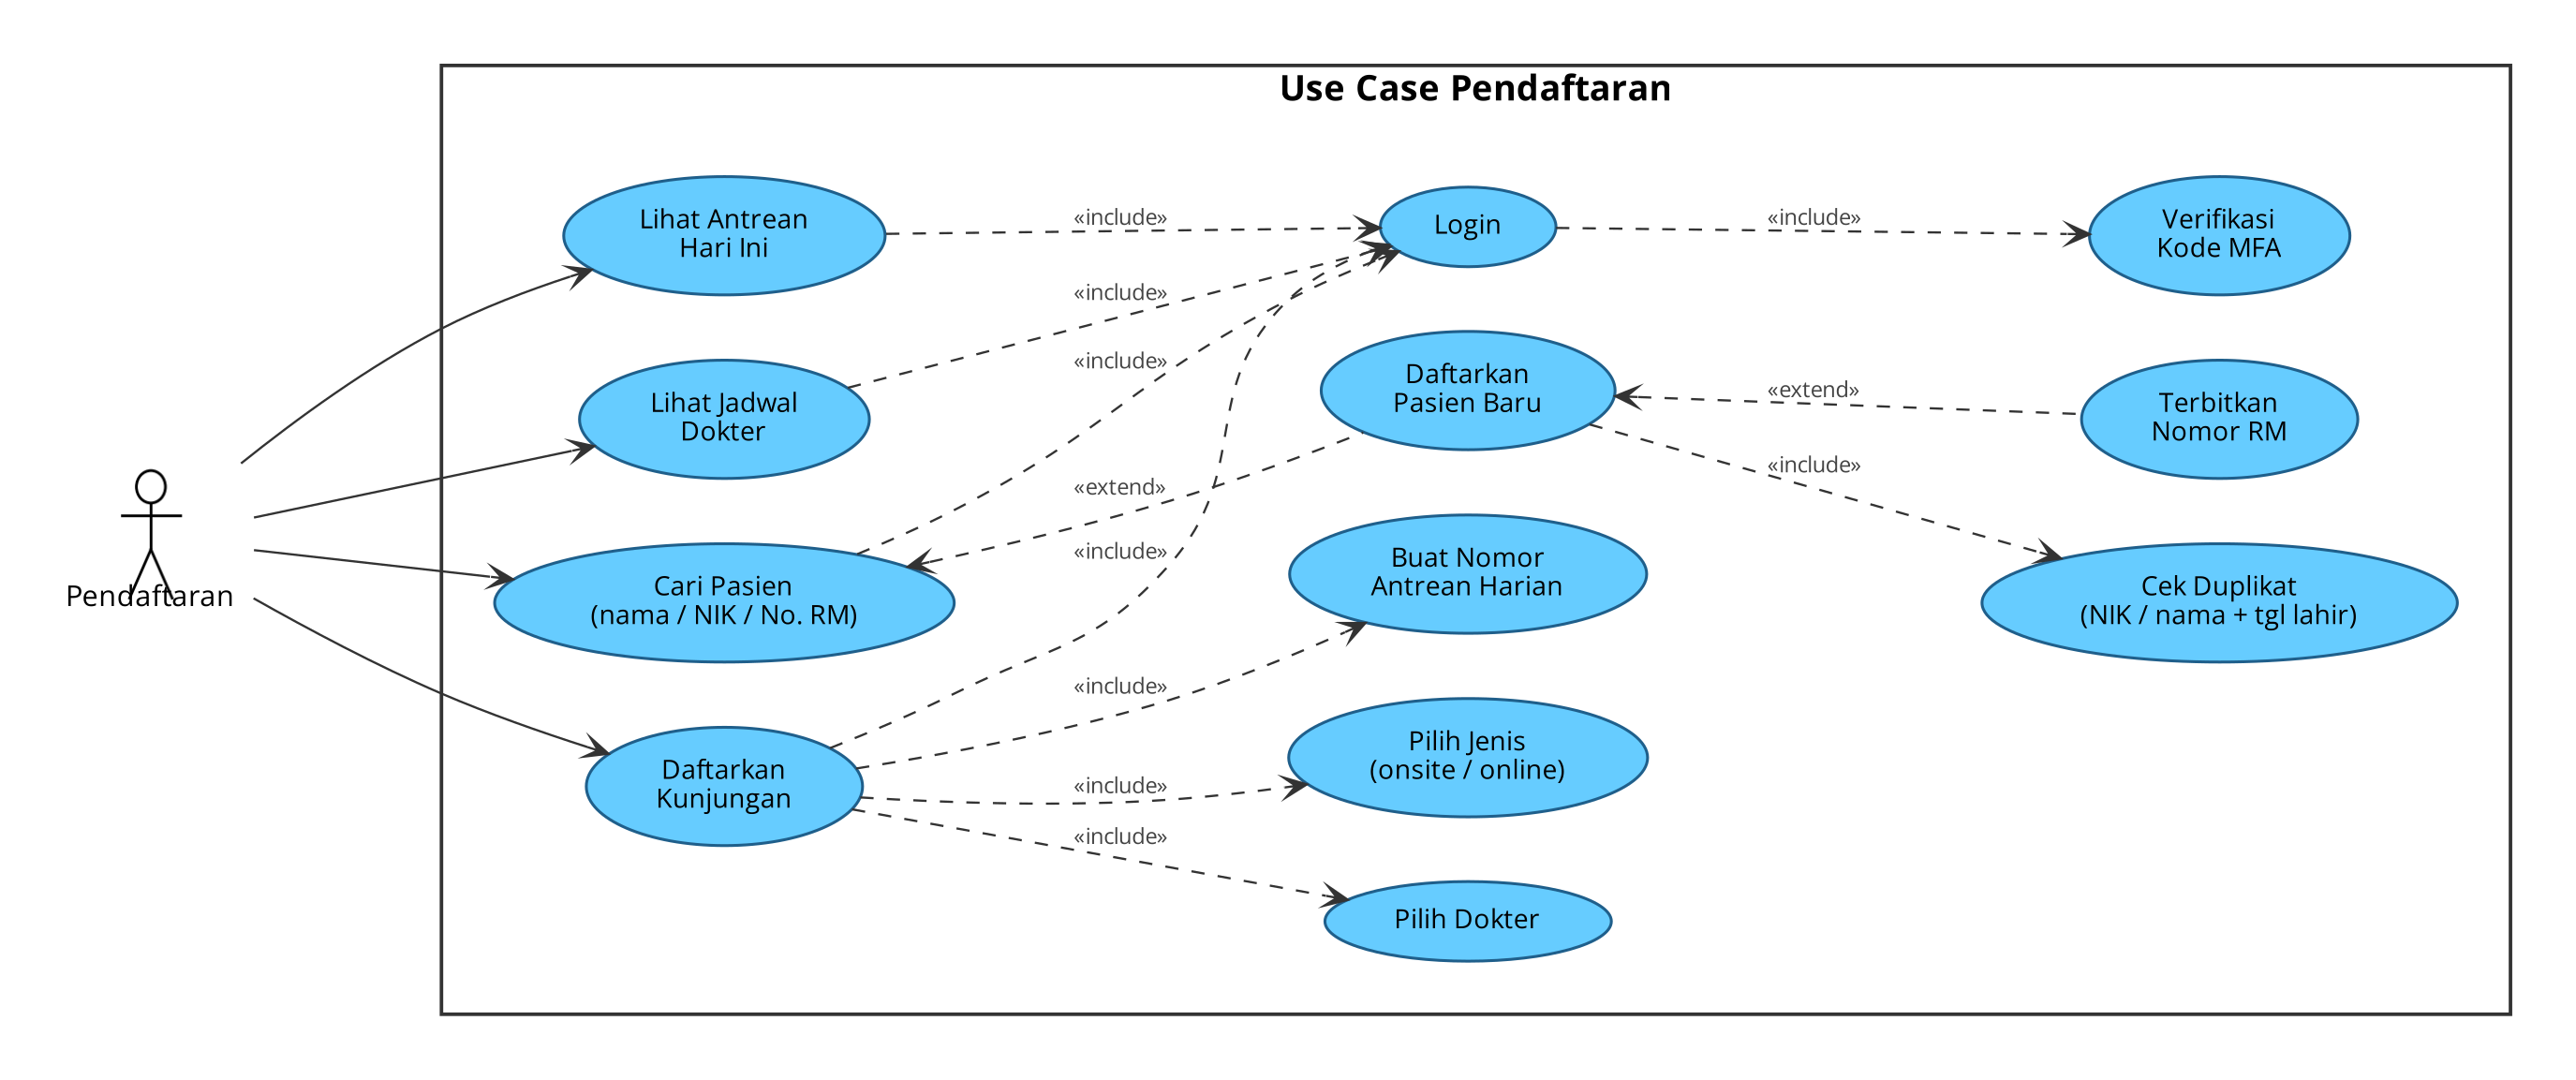 Use Case Pendaftaran
Pendaftaran
Lihat Antrean
Hari Ini
«include»
Login
«include»
Verifikasi
Kode MFA
Lihat Jadwal
Dokter
«include»
«include»
Daftarkan
Pasien Baru
«extend»
Terbitkan
Nomor RM
«include»
«extend»
Cari Pasien
(nama / NIK / No. RM)
«include»
Buat Nomor
Antrean Harian
Cek Duplikat
(NIK / nama + tgl lahir)
«include»
Daftarkan
Kunjungan
«include»
Pilih Jenis
(onsite / online)
«include»
Pilih Dokter